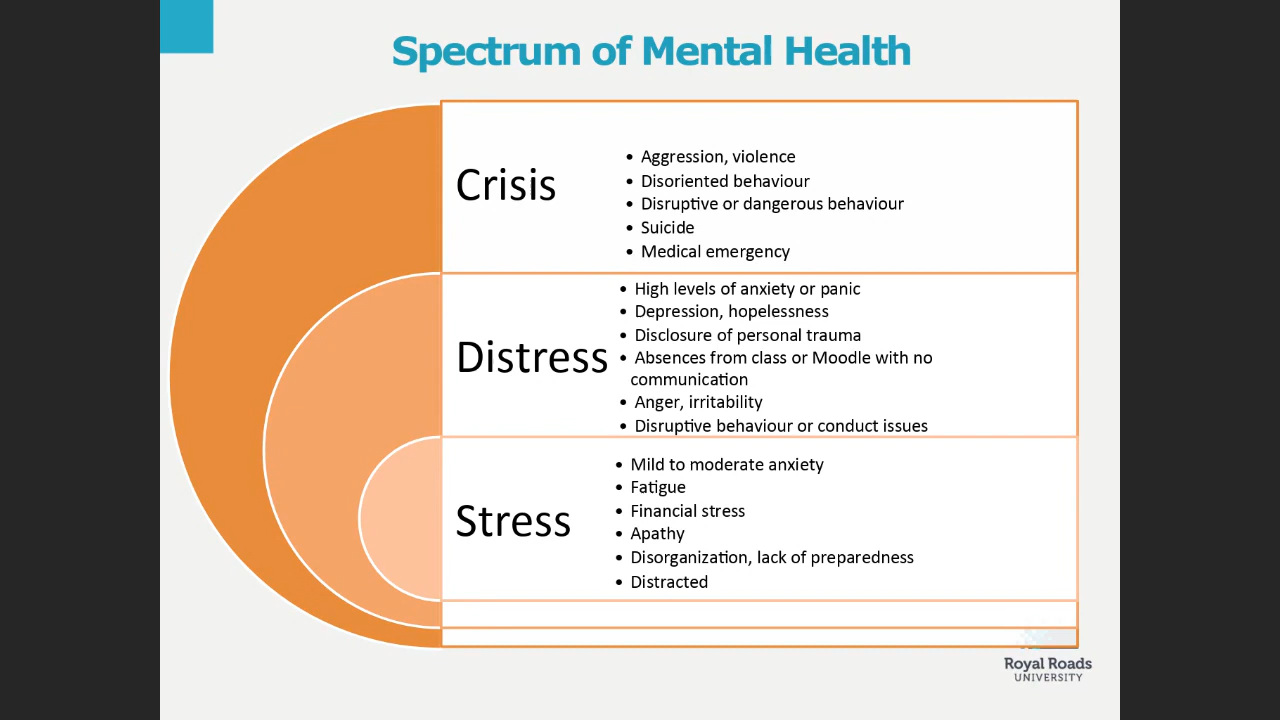 Spectrum of Mental Health
Crisis
• Aggression, violence
• Disoriented behaviour
• Disruptive or dangerous behaviour
• Suicide
• Medical emergency
Distress
• High levels of anxiety or panic
• Depression, hopelessness
• Disclosure of personal trauma
• Absences from class or Moodle with no
communication
• Anger, irritability
• Disruptive behaviour or conduct issues
Stress
• Mild to moderate anxiety
• Fatigue
• Financial stress
• Apathy
• Disorganization, lack of preparedness
• Distracted
Royal Roads
UNIVERSITY